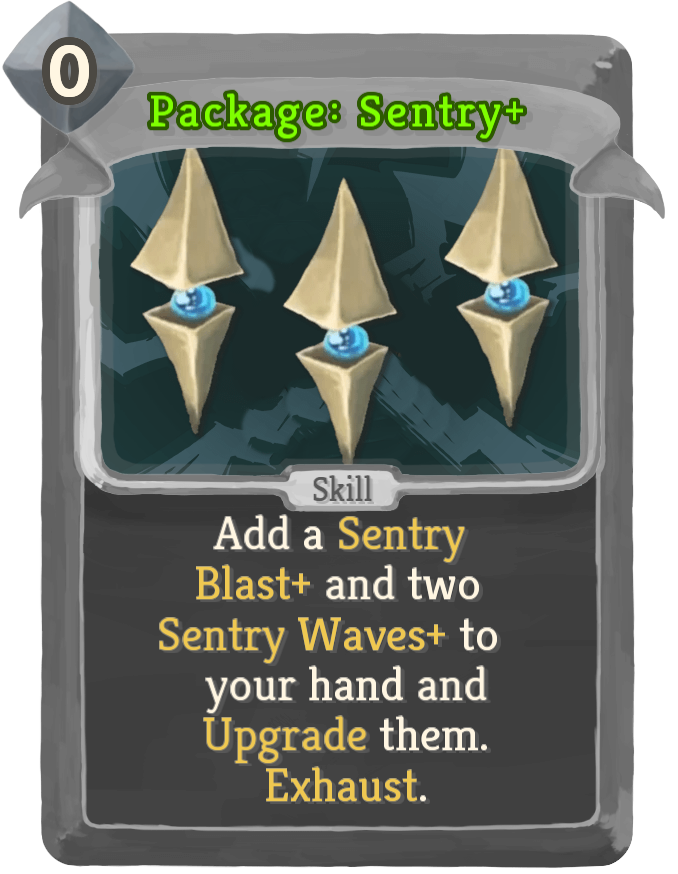 0
Package: Sentry+
Skill
Add a Sentry
Blast+ and two
Sentry Waves+ to
your hand and
Upgrade them.
Exhaust.